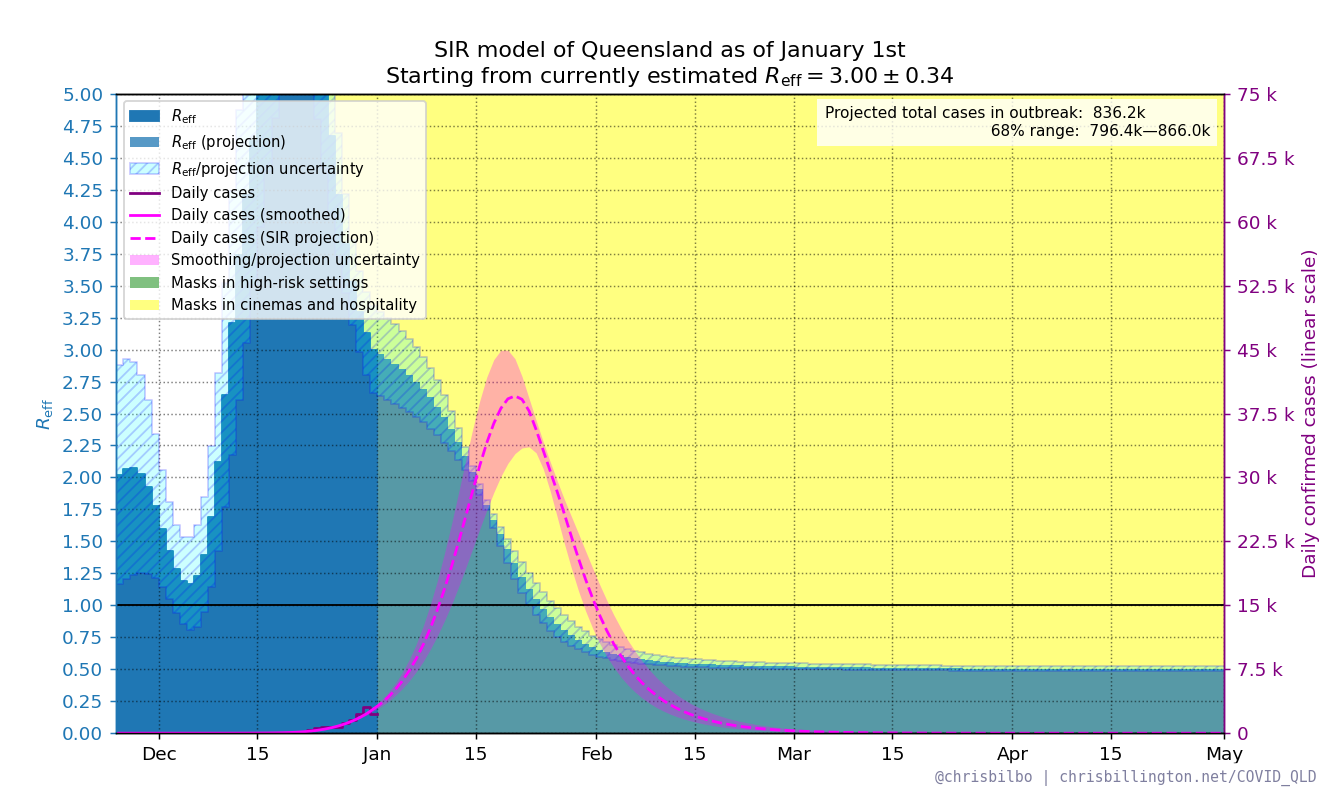 SIR model of Queensland as of January 1st
Starting from currently estimated Reff = 3.00 ± 0.34
Projected total cases in outbreak: 836.2k
68% range: 796.4k—866.0k
Reff
Reff (projection)
Reff/projection uncertainty
Daily cases
Daily cases (smoothed)
Daily cases (SIR projection)
Smoothing/projection uncertainty
Masks in high-risk settings
Masks in cinemas and hospitality
5.00
4.75
4.50
4.25
4.00
3.75
3.50
3.25
3.00
2.75
2.50
2.25
2.00
1.75
1.50
1.25
1.00
0.75
0.50
0.25
0.00
Reff
75 k
67.5 k
60 k
52.5 k
45 k
37.5 k
30 k
22.5 k
15 k
7.5 k
0
Daily confirmed cases (linear scale)
Dec 15 Jan 15 Feb 15 Mar 15 Apr 15 May
@chrisbilbo | chrisbillington.net/COVID_QLD